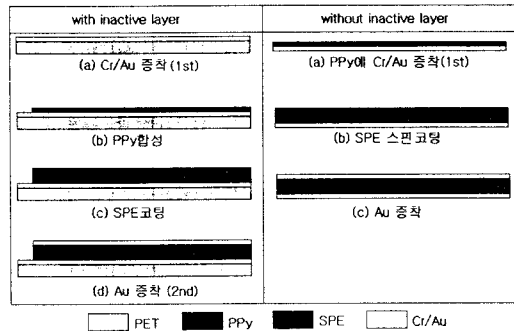 with inactive layer
without inactive layer
(a) Cr/Au 증착(1st)
(a) PPy에 Cr/Au 증착(1st)
(b) PPy합성
(b) SPE 스핀코팅
(c) SPE코팅
(c) Au 증착
(d) Au 증착 (2nd)
PET
PPy
SPE
Cr/Au